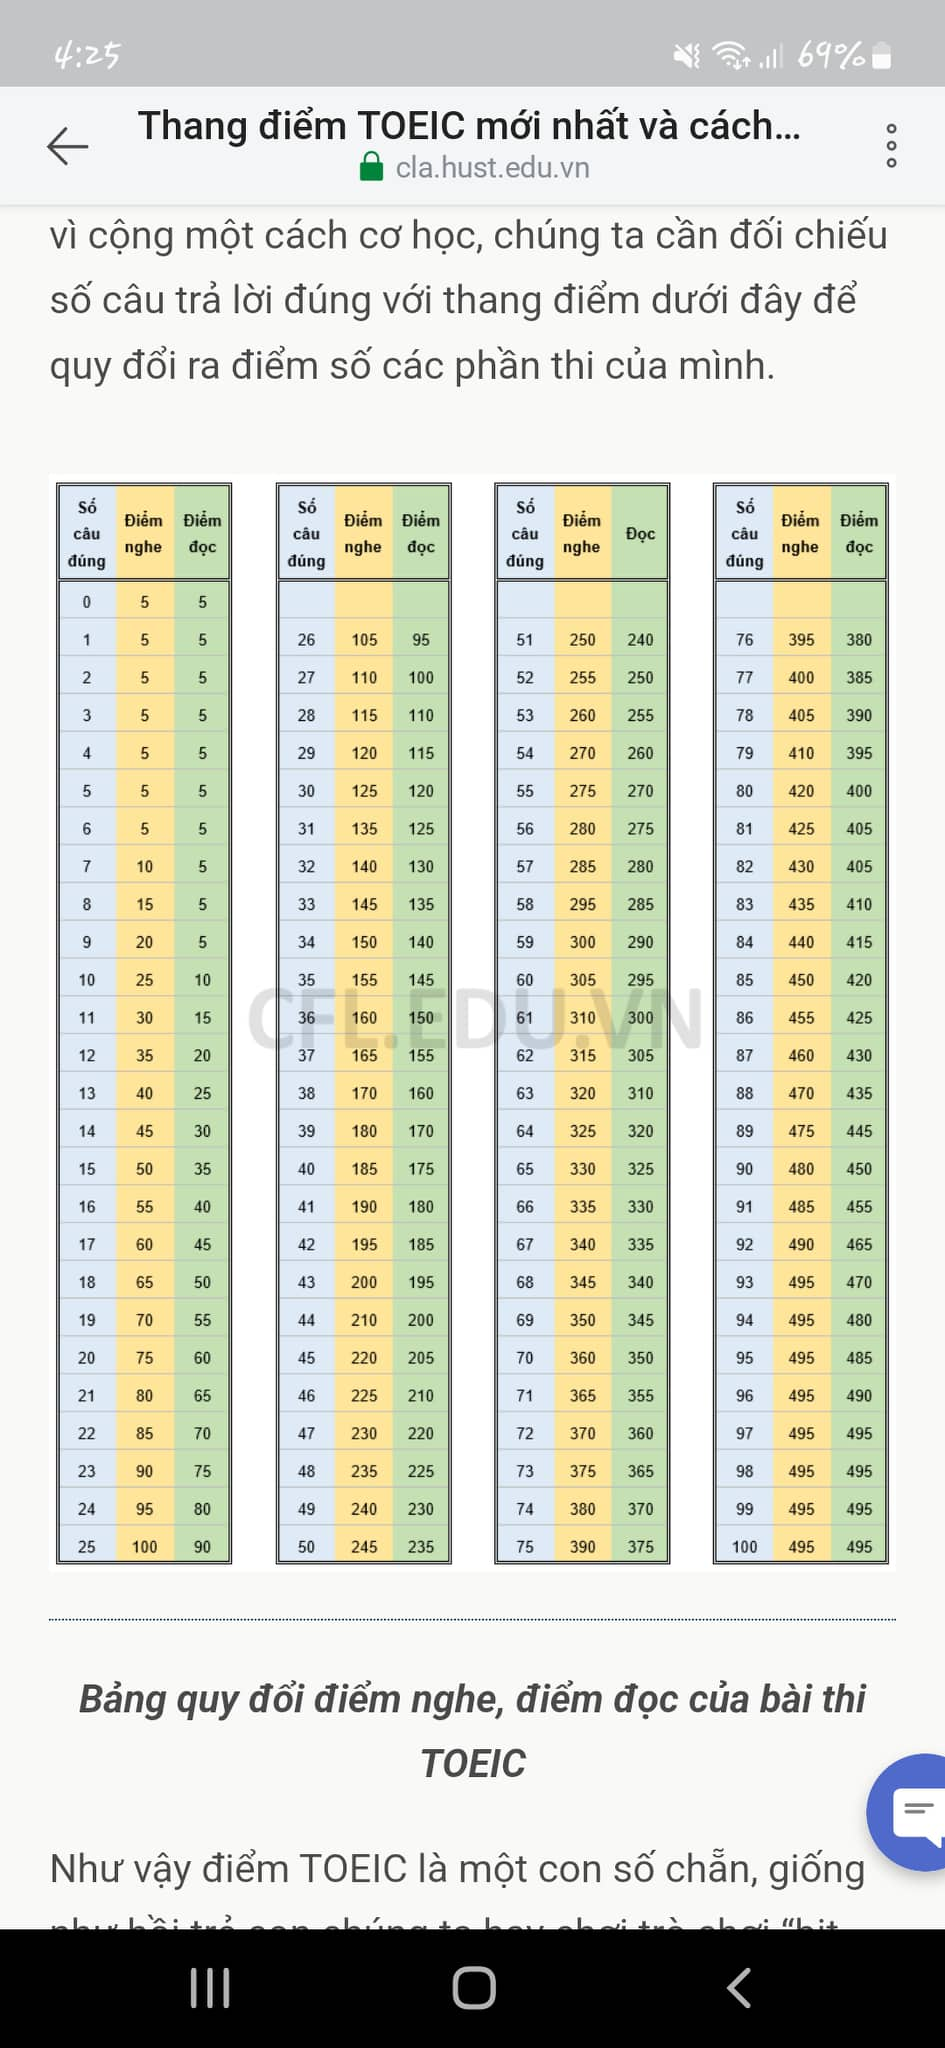 4:25
69%
Thang điểm TOEIC mới nhất và cách...
cla.hust.edu.vn
vì cộng một cách cơ học, chúng ta cần đối chiếu
số câu trả lời đúng với thang điểm dưới đây để
quy đổi ra điểm số các phần thi của mình.
Số câu đúng Điểm nghe Điểm đọc Số câu đúng Điểm nghe Điểm đọc Số câu đúng Điểm nghe Đọc Số câu đúng Điểm nghe Điểm đọc
0 5 5
1 5 5 26 105 95 51 250 240 76 395 380
2 5 5 27 110 100 52 255 250 77 400 385
3 5 5 28 115 110 53 260 255 78 405 390
4 5 5 29 120 115 54 270 260 79 410 395
5 5 5 30 125 120 55 275 270 80 420 400
6 5 5 31 135 125 56 280 275 81 425 405
7 10 5 32 140 130 57 285 280 82 430 405
8 15 5 33 145 135 58 295 285 83 435 410
9 20 5 34 150 140 59 300 290 84 440 415
10 25 10 35 155 145 60 305 295 85 450 420
11 30 15 36 160 150 61 310 300 86 455 425
CFL.EDU.VN
12 35 20 37 165 155 62 315 305 87 460 430
13 40 25 38 170 160 63 320 310 88 470 435
14 45 30 39 180 170 64 325 320 89 475 445
15 50 35 40 185 175 65 330 325 90 480 450
16 55 40 41 190 180 66 335 330 91 485 455
17 60 45 42 195 185 67 340 335 92 490 465
18 65 50 43 200 195 68 345 340 93 495 470
19 70 55 44 210 200 69 350 345 94 495 480
20 75 60 45 220 205 70 360 350 95 495 485
21 80 65 46 225 210 71 365 355 96 495 490
22 85 70 47 230 220 72 370 360 97 495 495
23 90 75 48 235 225 73 375 365 98 495 495
24 95 80 49 240 230 74 380 370 99 495 495
25 100 90 50 245 235 75 390 375 100 495 495
Bảng quy đổi điểm nghe, điểm đọc của bài thi
TOEIC
Như vậy điểm TOEIC là một con số chẵn, giống